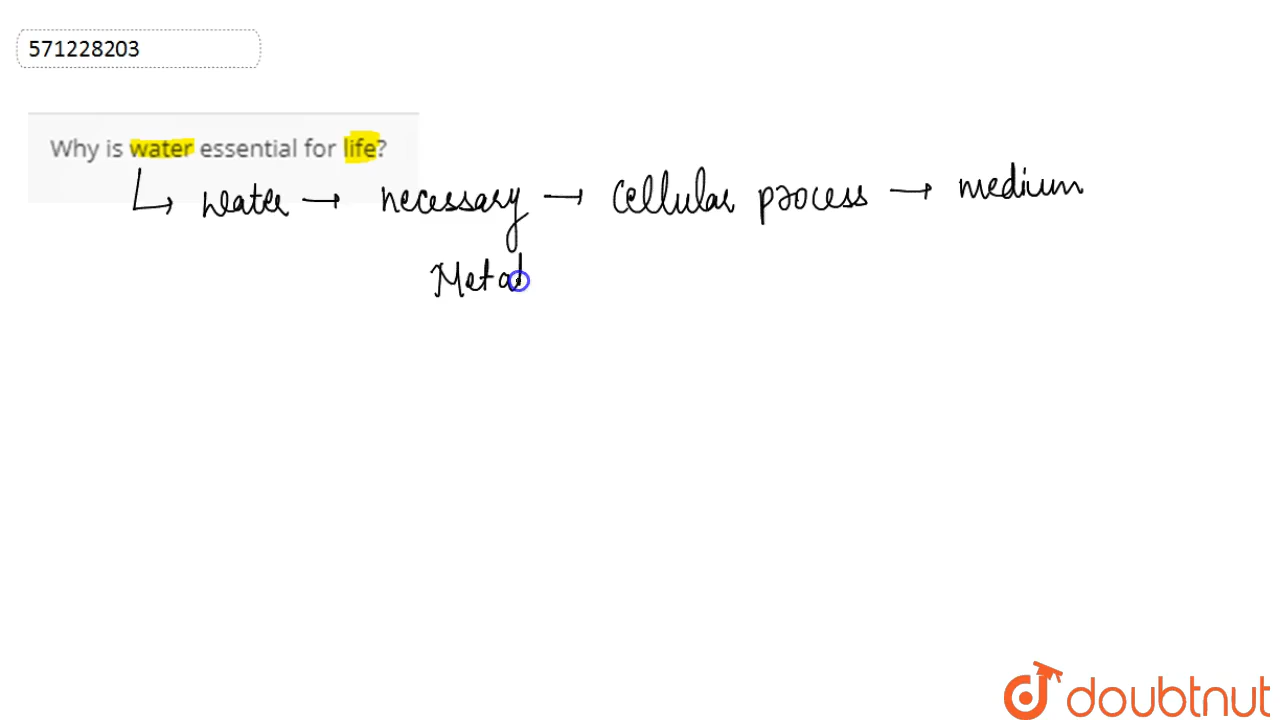 571228203
Why is water essential for life?
↳ water → necessary → cellular process → medium
Metab
doubtnut